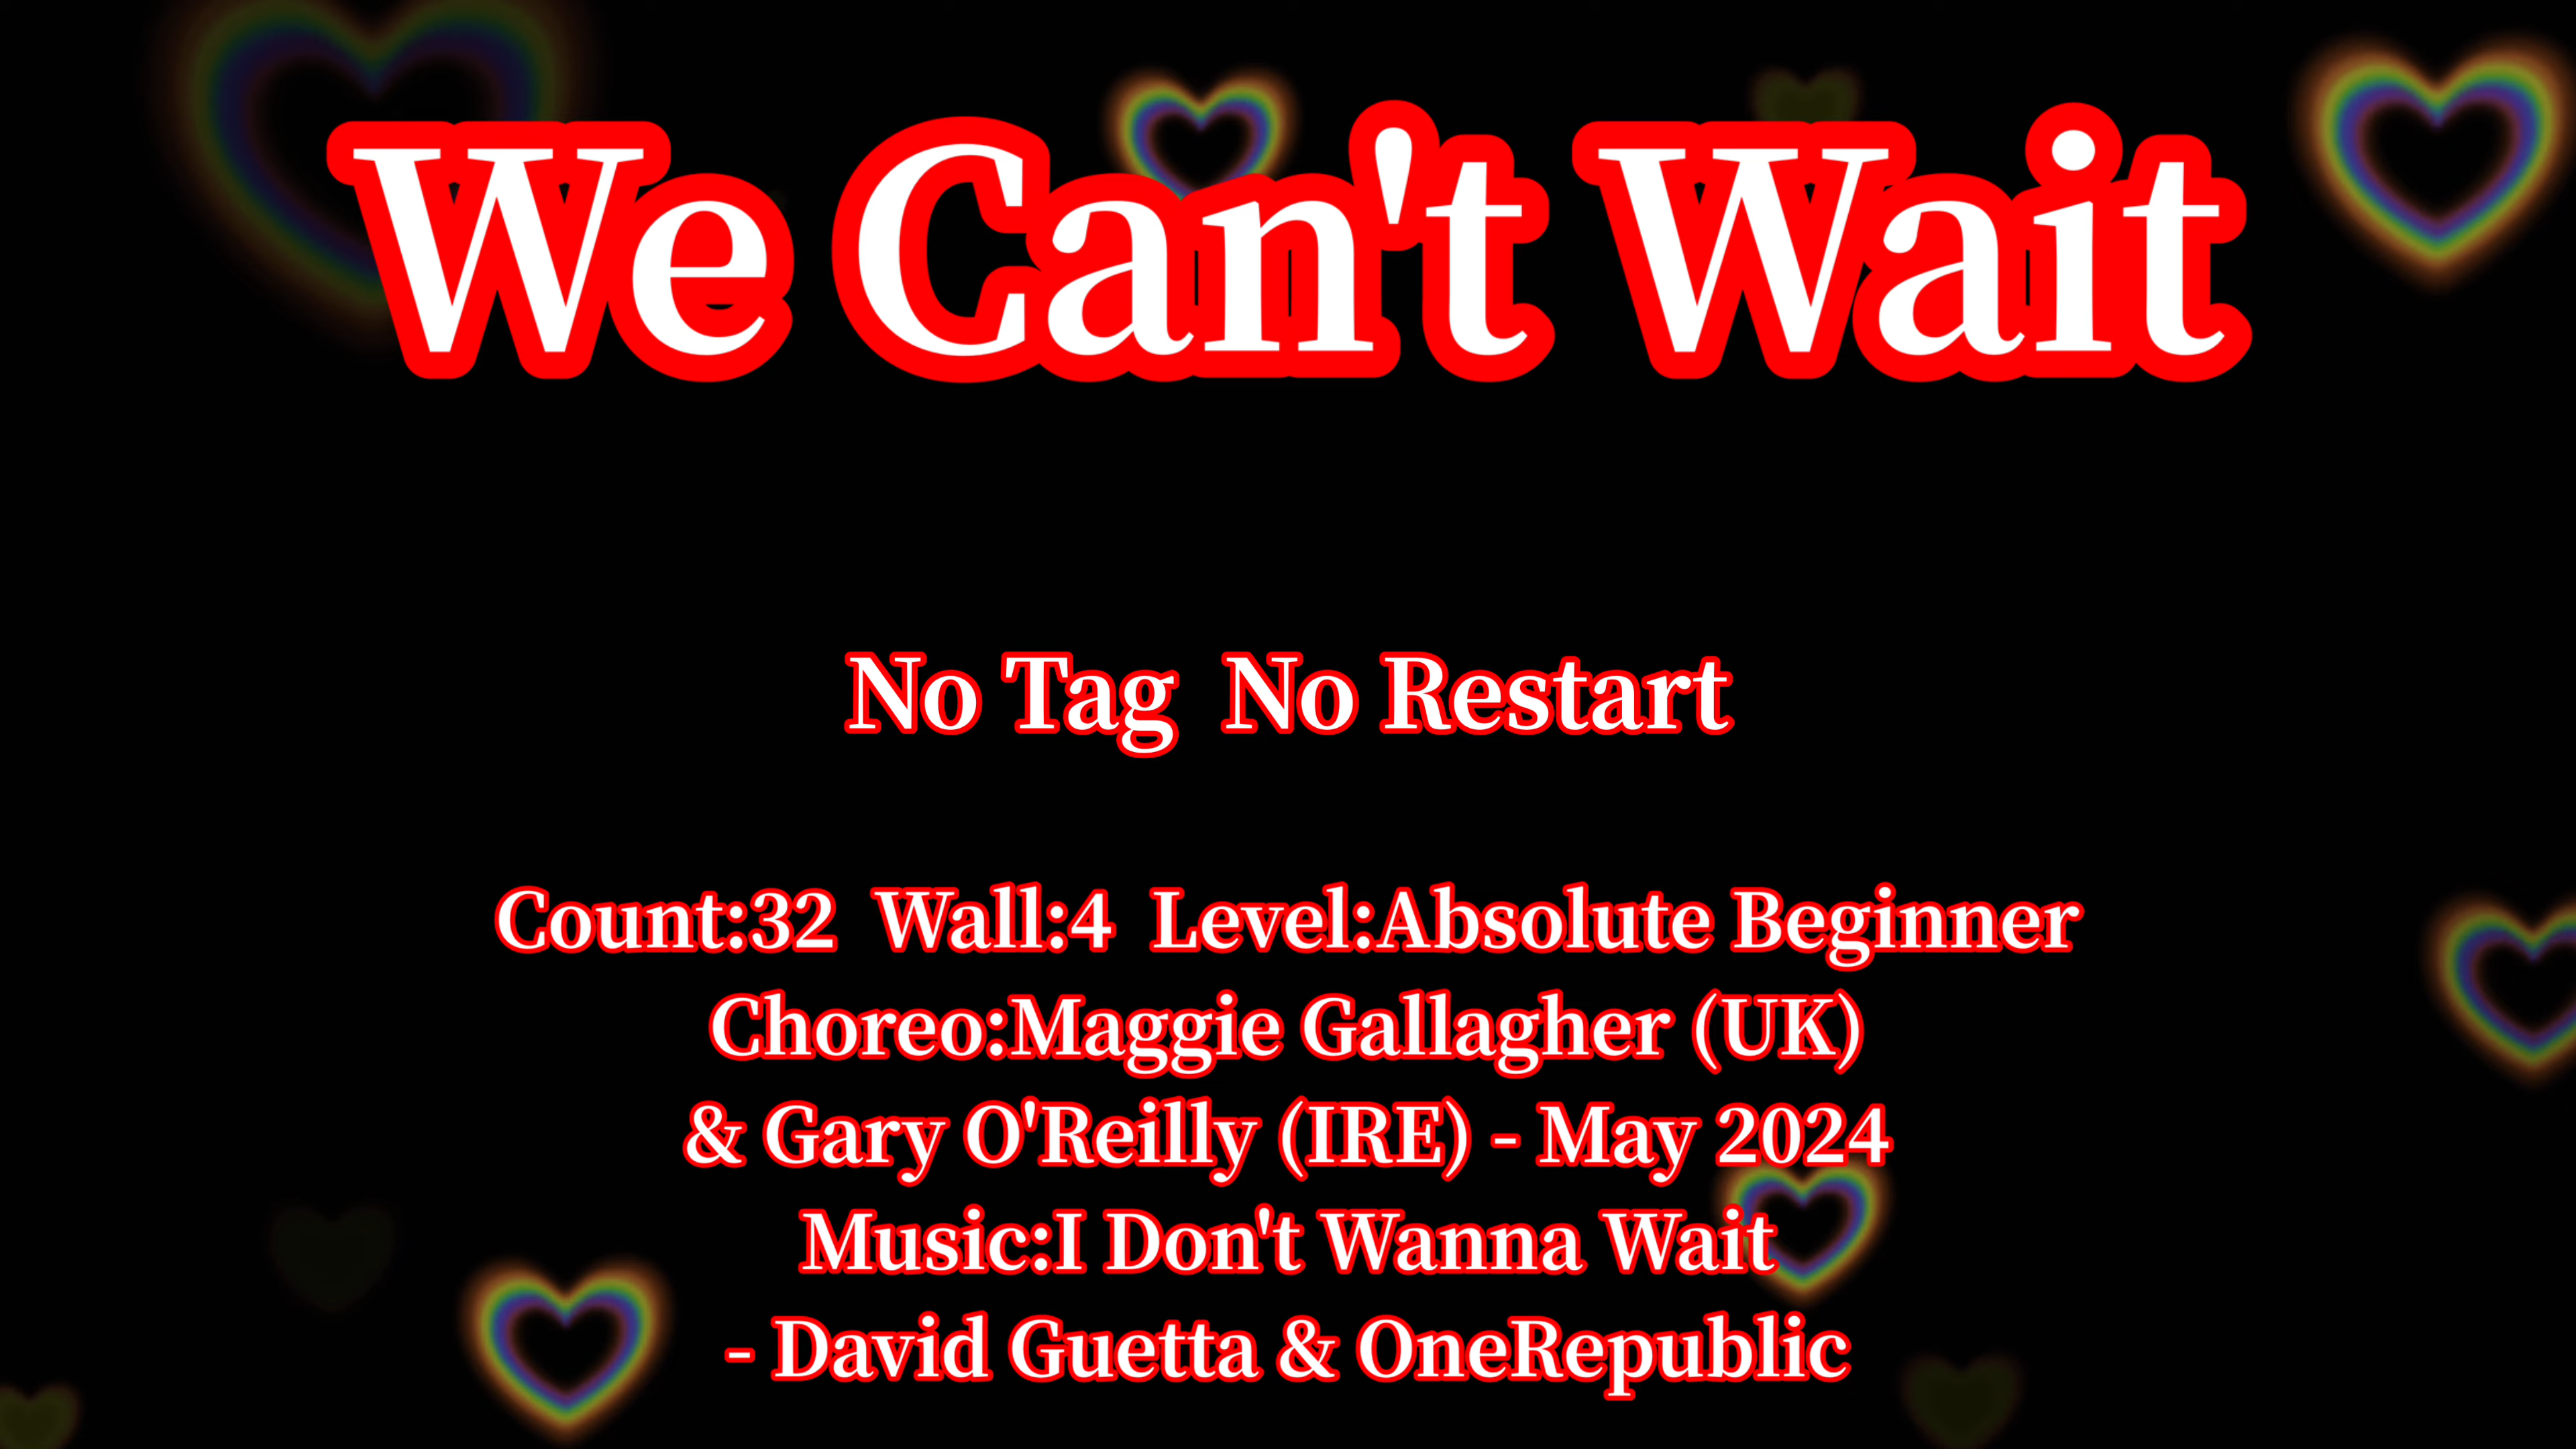 We Can't Wait
No Tag  No Restart
Count:32  Wall:4  Level:Absolute Beginner
Choreo:Maggie Gallagher (UK)
& Gary O'Reilly (IRE) - May 2024
Music:I Don't Wanna Wait
- David Guetta & OneRepublic